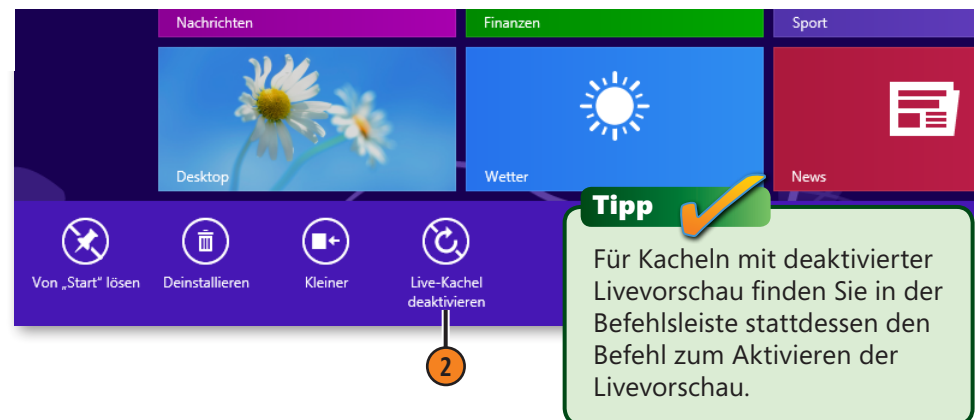 Nachrichten
Finanzen
Sport
Desktop
Wetter
News
Von „Start“ lösen
Deinstallieren
Kleiner
Live-Kachel
deaktivieren
2
Tipp
Für Kacheln mit deaktivierter
Livevorschau finden Sie in der
Befehlsleiste stattdessen den
Befehl zum Aktivieren der
Livevorschau.